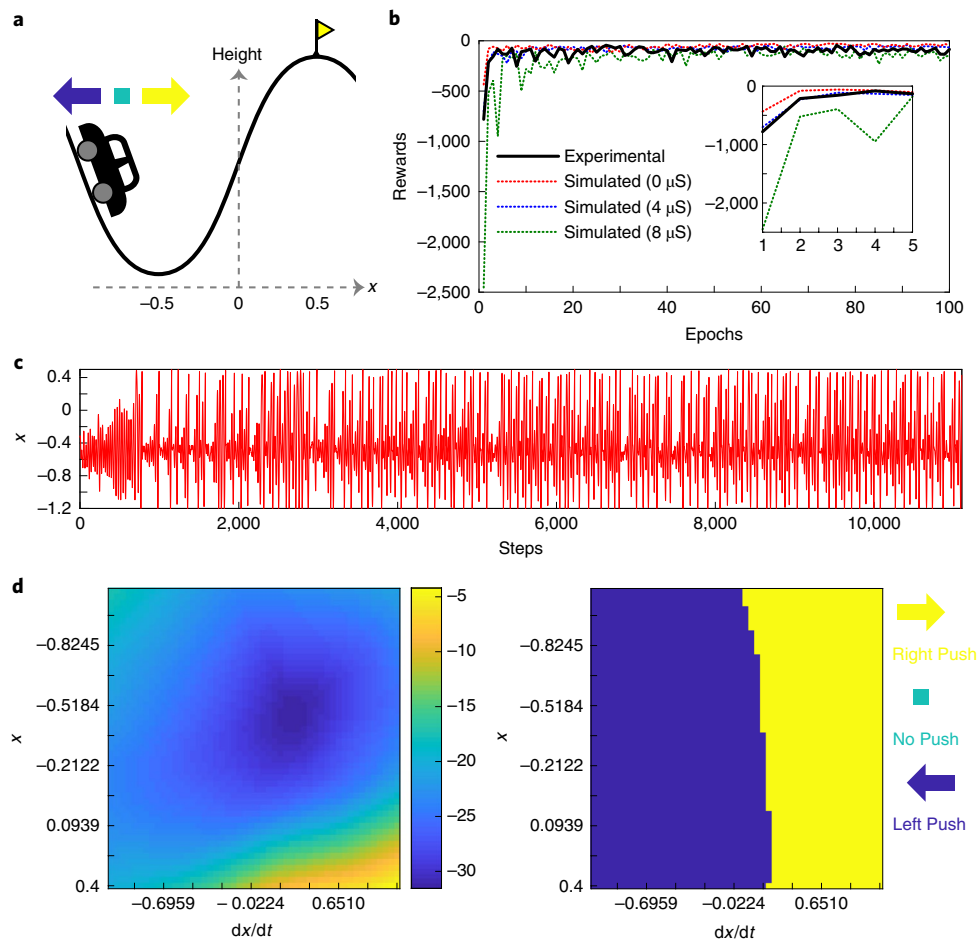 a
Height
x
−0.5
0
0.5
b
0
−500
−1,000
−1,500
−2,000
−2,500
Rewards
Experimental
Simulated (0 μS)
Simulated (4 μS)
Simulated (8 μS)
0
−1,000
−2,000
1 2 3 4 5
0 20 40 60 80 100
Epochs
c
0.4
0
−0.4
−0.8
−1.2
x
0 2,000 4,000 6,000 8,000 10,000
Steps
d
−0.8245
−0.5184
−0.2122
0.0939
0.4
x
−0.6959 −0.0224 0.6510
dx/dt
−5
−10
−15
−20
−25
−30
−0.8245
−0.5184
−0.2122
0.0939
0.4
x
−0.6959 −0.0224 0.6510
dx/dt
Right Push
No Push
Left Push